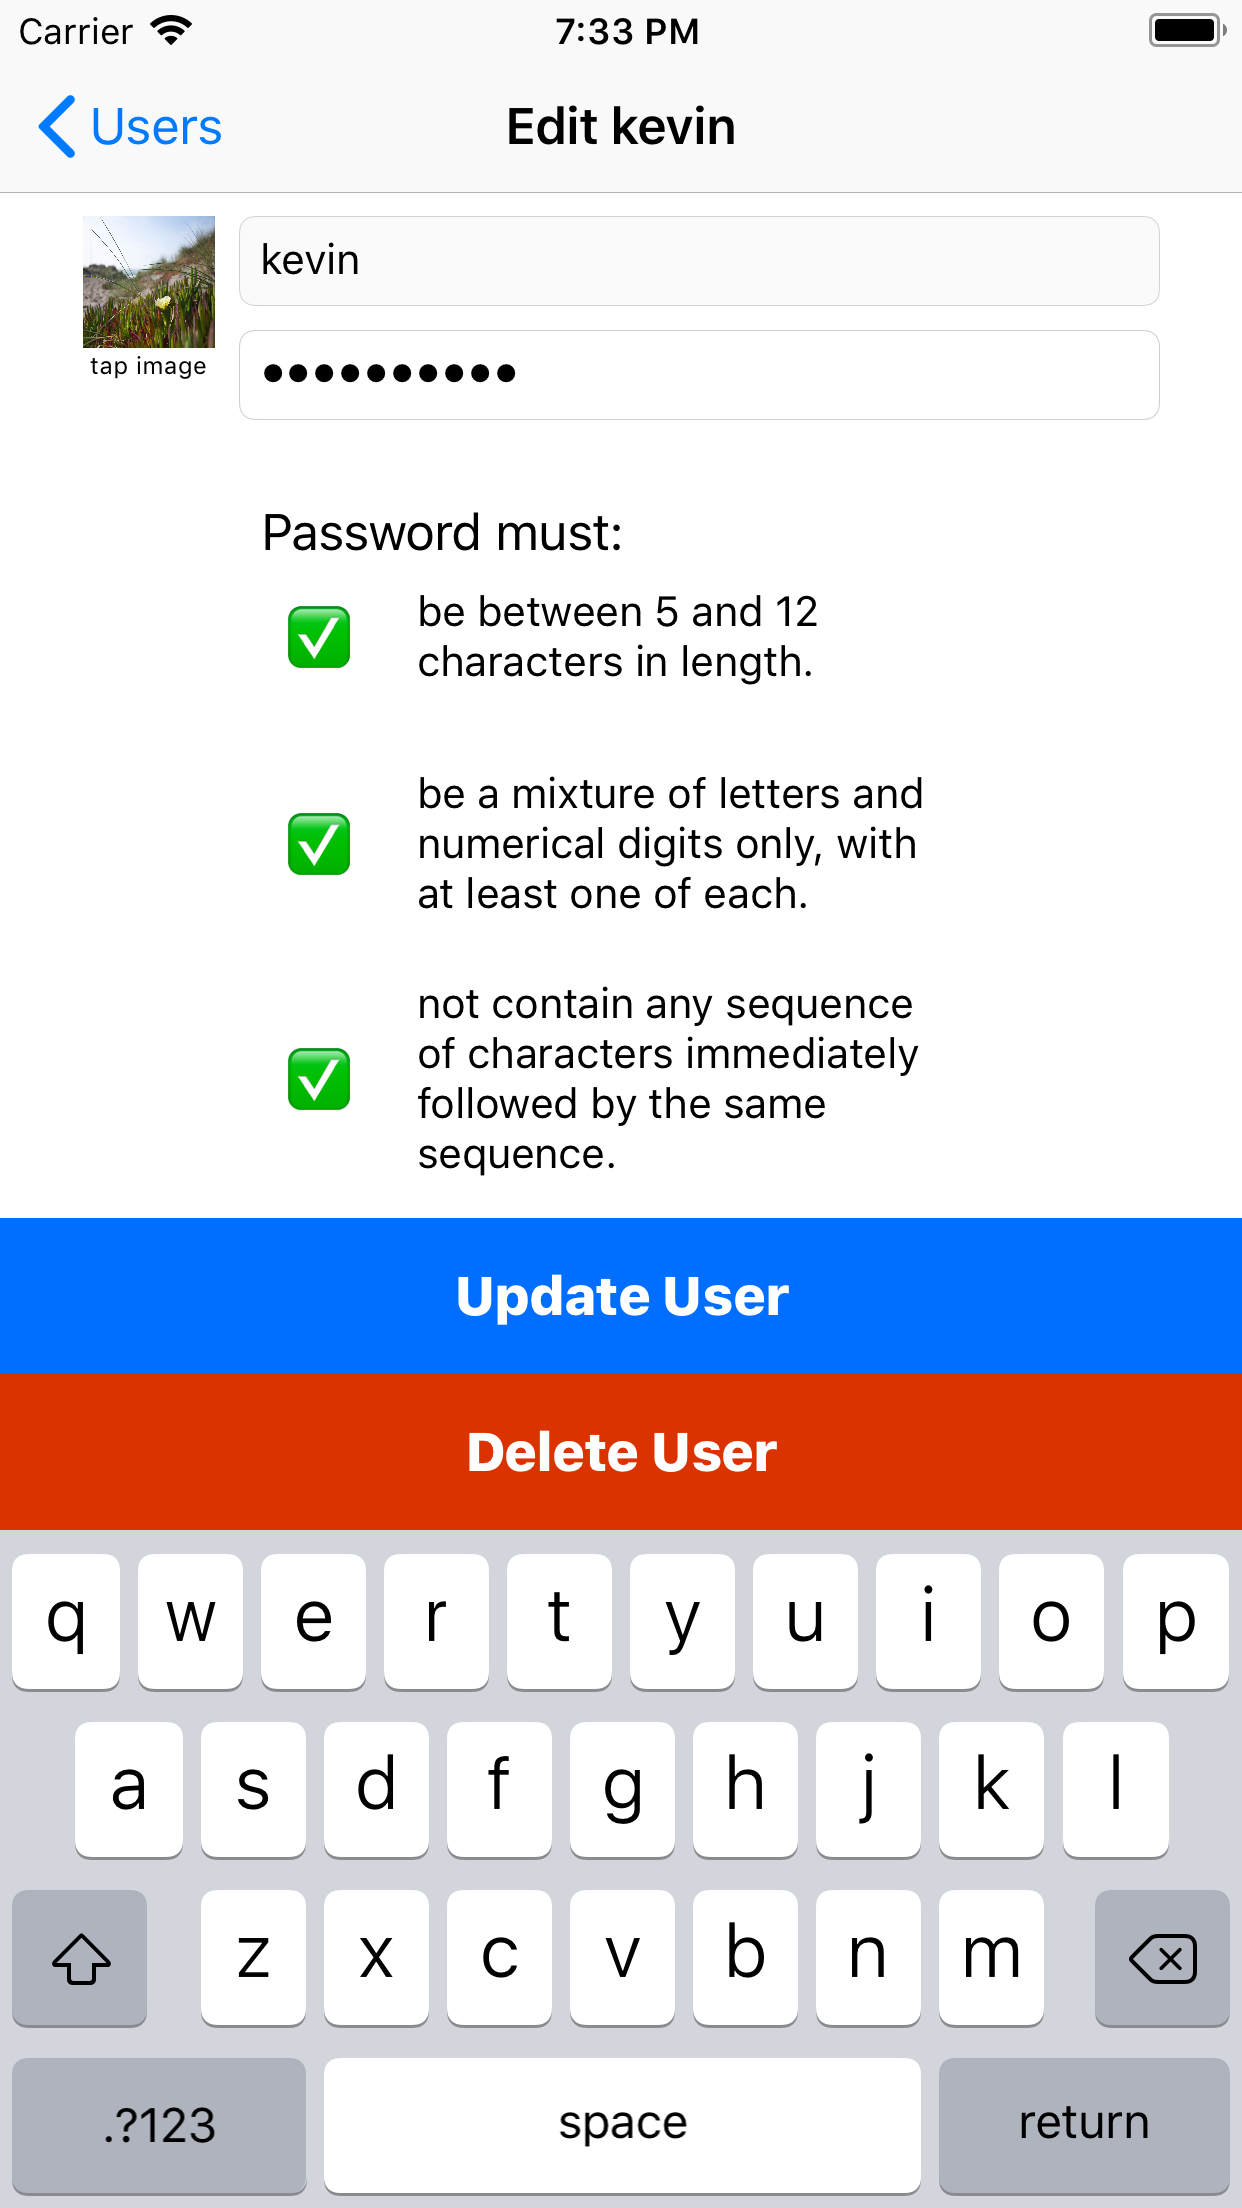 Carrier 7:33 PM
Users Edit kevin
kevin
tap image
••••••••••
Password must:
be between 5 and 12
characters in length.
be a mixture of letters and
numerical digits only, with
at least one of each.
not contain any sequence
of characters immediately
followed by the same
sequence.
Update User
Delete User
q w e r t y u i o p
a s d f g h j k l
z x c v b n m
.?123 space return